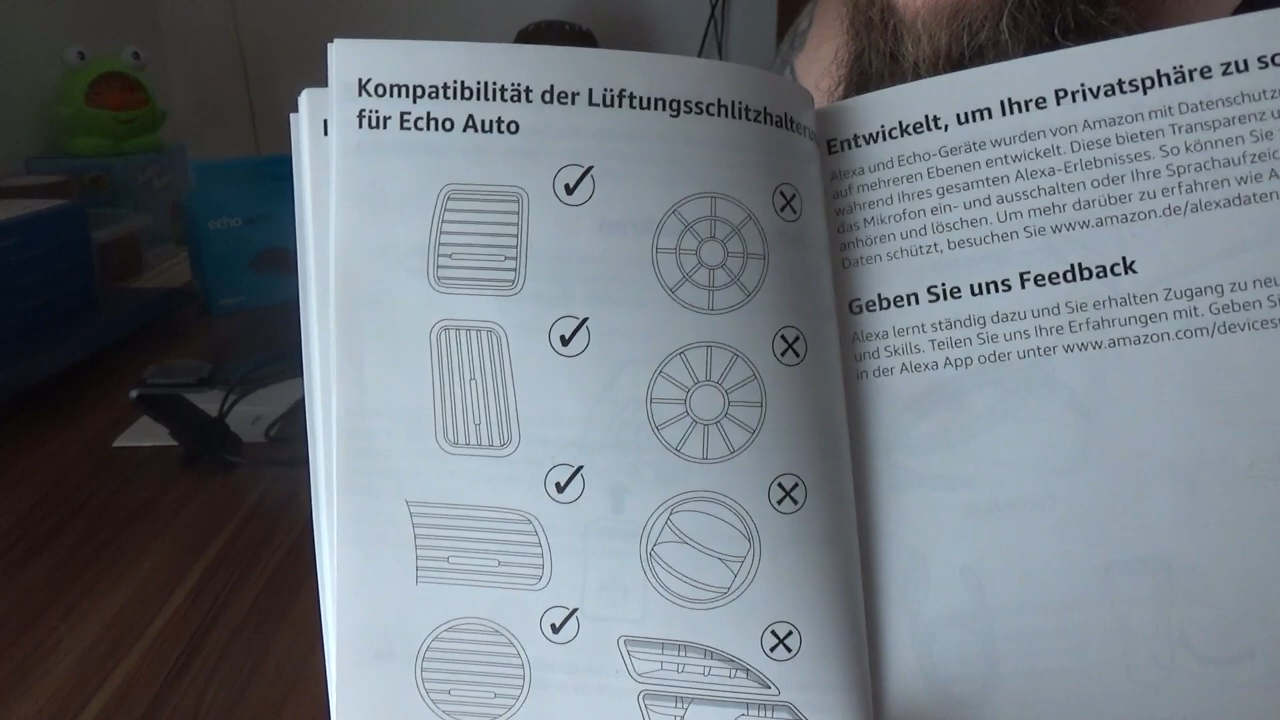 Kompatibilität der Lüftungsschlitzhalterung
für Echo Auto
Entwickelt, um Ihre Privatsphäre zu
Alexa und Echo-Geräte wurden von Amazon mit
auf mehreren Ebenen entwickelt. Diese bieten Transparenz
während Ihres gesamten Alexa-Erlebnisses. So können Sie
das Mikrofon ein- und ausschalten oder Ihre
anhören und löschen. Um mehr darüber zu erfahren wie
Daten schützt, besuchen Sie www.amazon.de/alexadaten
Geben Sie uns Feedback
Alexa lernt ständig dazu und Sie erhalten Zugang zu
und Skills. Teilen Sie uns Ihre Erfahrungen mit. Geben
in der Alexa App oder unter www.amazon.com/devices
echo